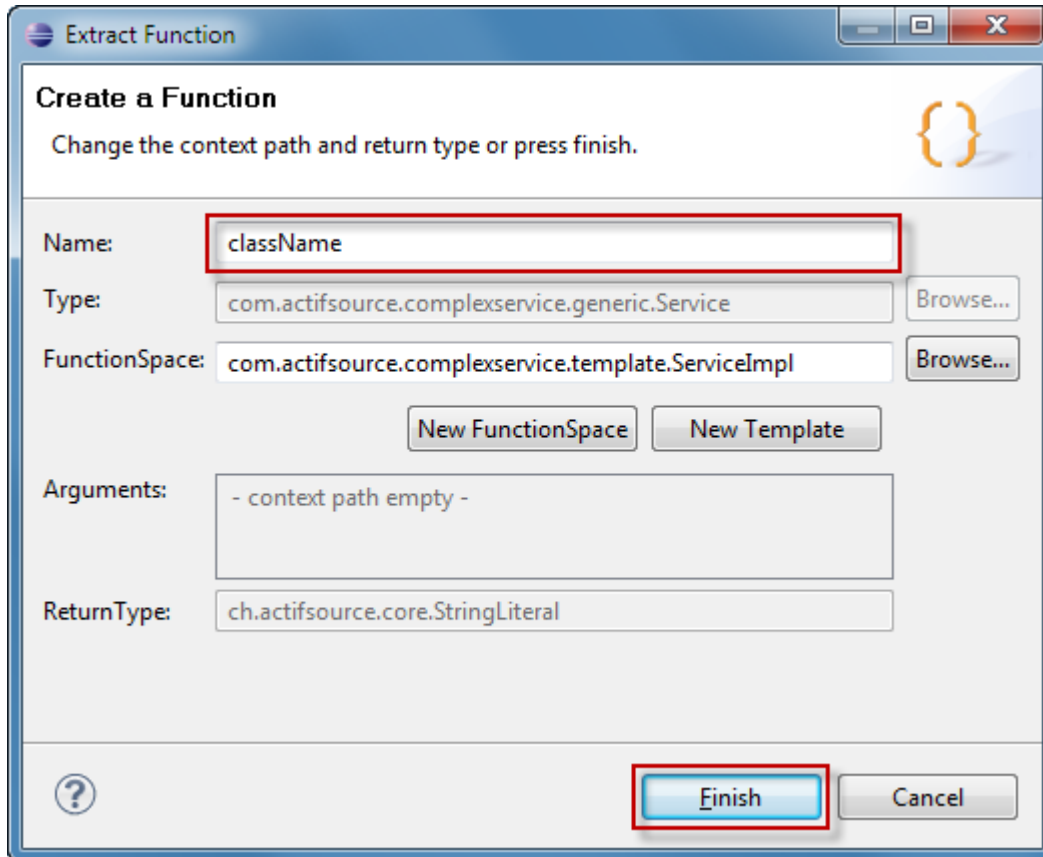 Extract Function
Create a Function
Change the context path and return type or press finish.
Name: className
Type: com.actifsource.complexservice.generic.Service Browse...
FunctionSpace: com.actifsource.complexservice.template.ServiceImpl Browse...
New FunctionSpace New Template
Arguments: - context path empty -
ReturnType: ch.actifsource.core.StringLiteral
? Finish Cancel